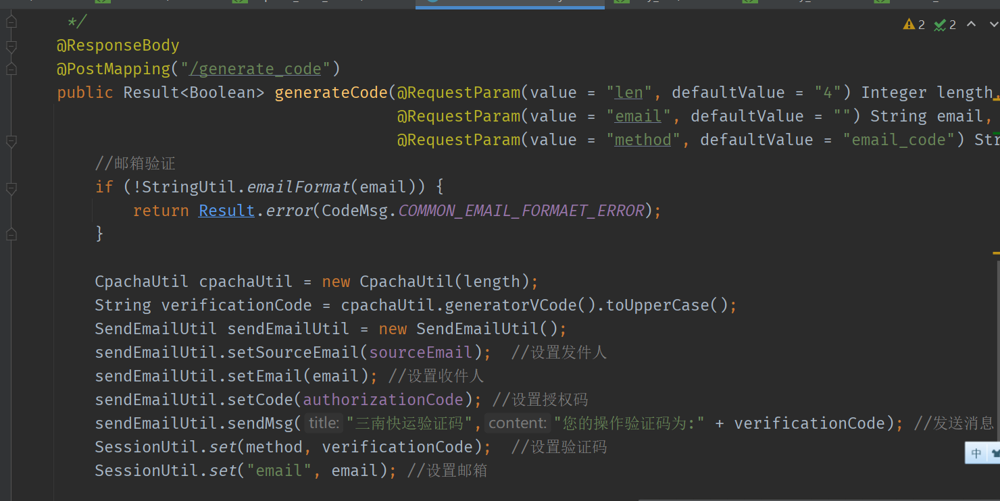 */
2 2
@ResponseBody
@PostMapping("/generate_code")
public Result<Boolean> generateCode(@RequestParam(value = "len", defaultValue = "4") Integer length,
@RequestParam(value = "email", defaultValue = "") String email,
@RequestParam(value = "method", defaultValue = "email_code") Str
//邮箱验证
if (!StringUtil.emailFormat(email)) {
return Result.error(CodeMsg.COMMON_EMAIL_FORMAET_ERROR);
}
CpachaUtil cpachaUtil = new CpachaUtil(length);
String verificationCode = cpachaUtil.generatorVCode().toUpperCase();
SendEmailUtil sendEmailUtil = new SendEmailUtil();
sendEmailUtil.setSourceEmail(sourceEmail); //设置发件人
sendEmailUtil.setEmail(email); //设置收件人
sendEmailUtil.setCode(authorizationCode); //设置授权码
sendEmailUtil.sendMsg( title: "三南快运验证码", content: "您的操作验证码为:" + verificationCode); //发送消息
SessionUtil.set(method, verificationCode); //设置验证码
中
SessionUtil.set("email", email); //设置邮箱